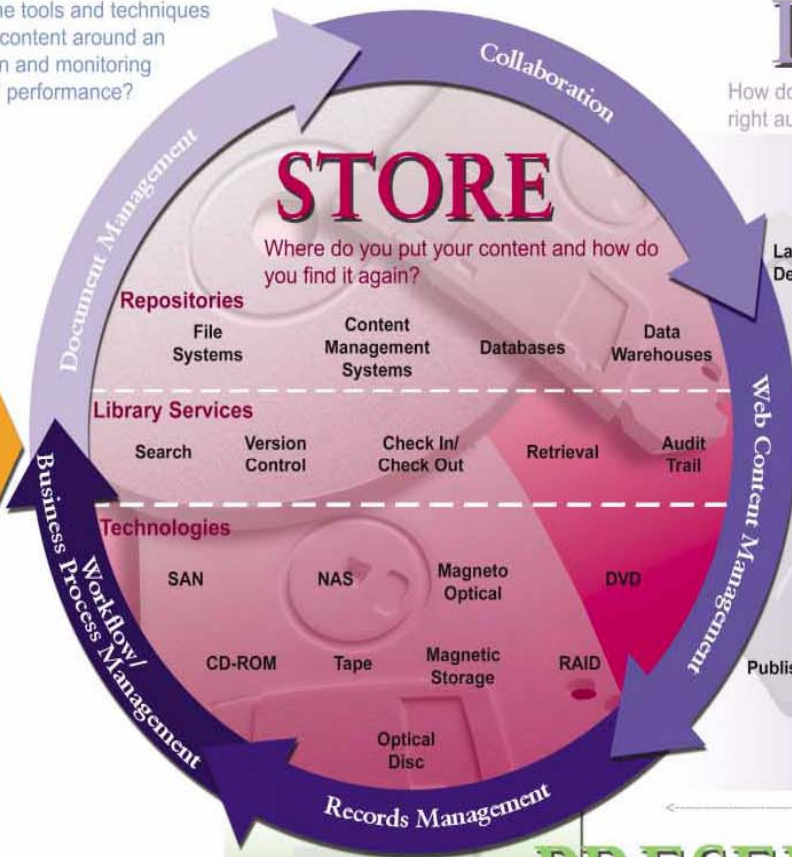 ne tools and techniques
content around an
n and monitoring
performance?
Collaboration
How do
right au
Document Management
STORE
Where do you put your content and how do
you find it again?
La
De
Repositories
File
Systems
Content
Management
Systems
Databases
Data
Warehouses
Library Services
Search
Version
Control
Check In/
Check Out
Retrieval
Audit
Trail
Web Content Management
Technologies
SAN
NAS
Magneto
Optical
DVD
CD-ROM
Tape
Magnetic
Storage
RAID
Optical
Disc
Publis
Workflow/
Business Process Management
Records Management